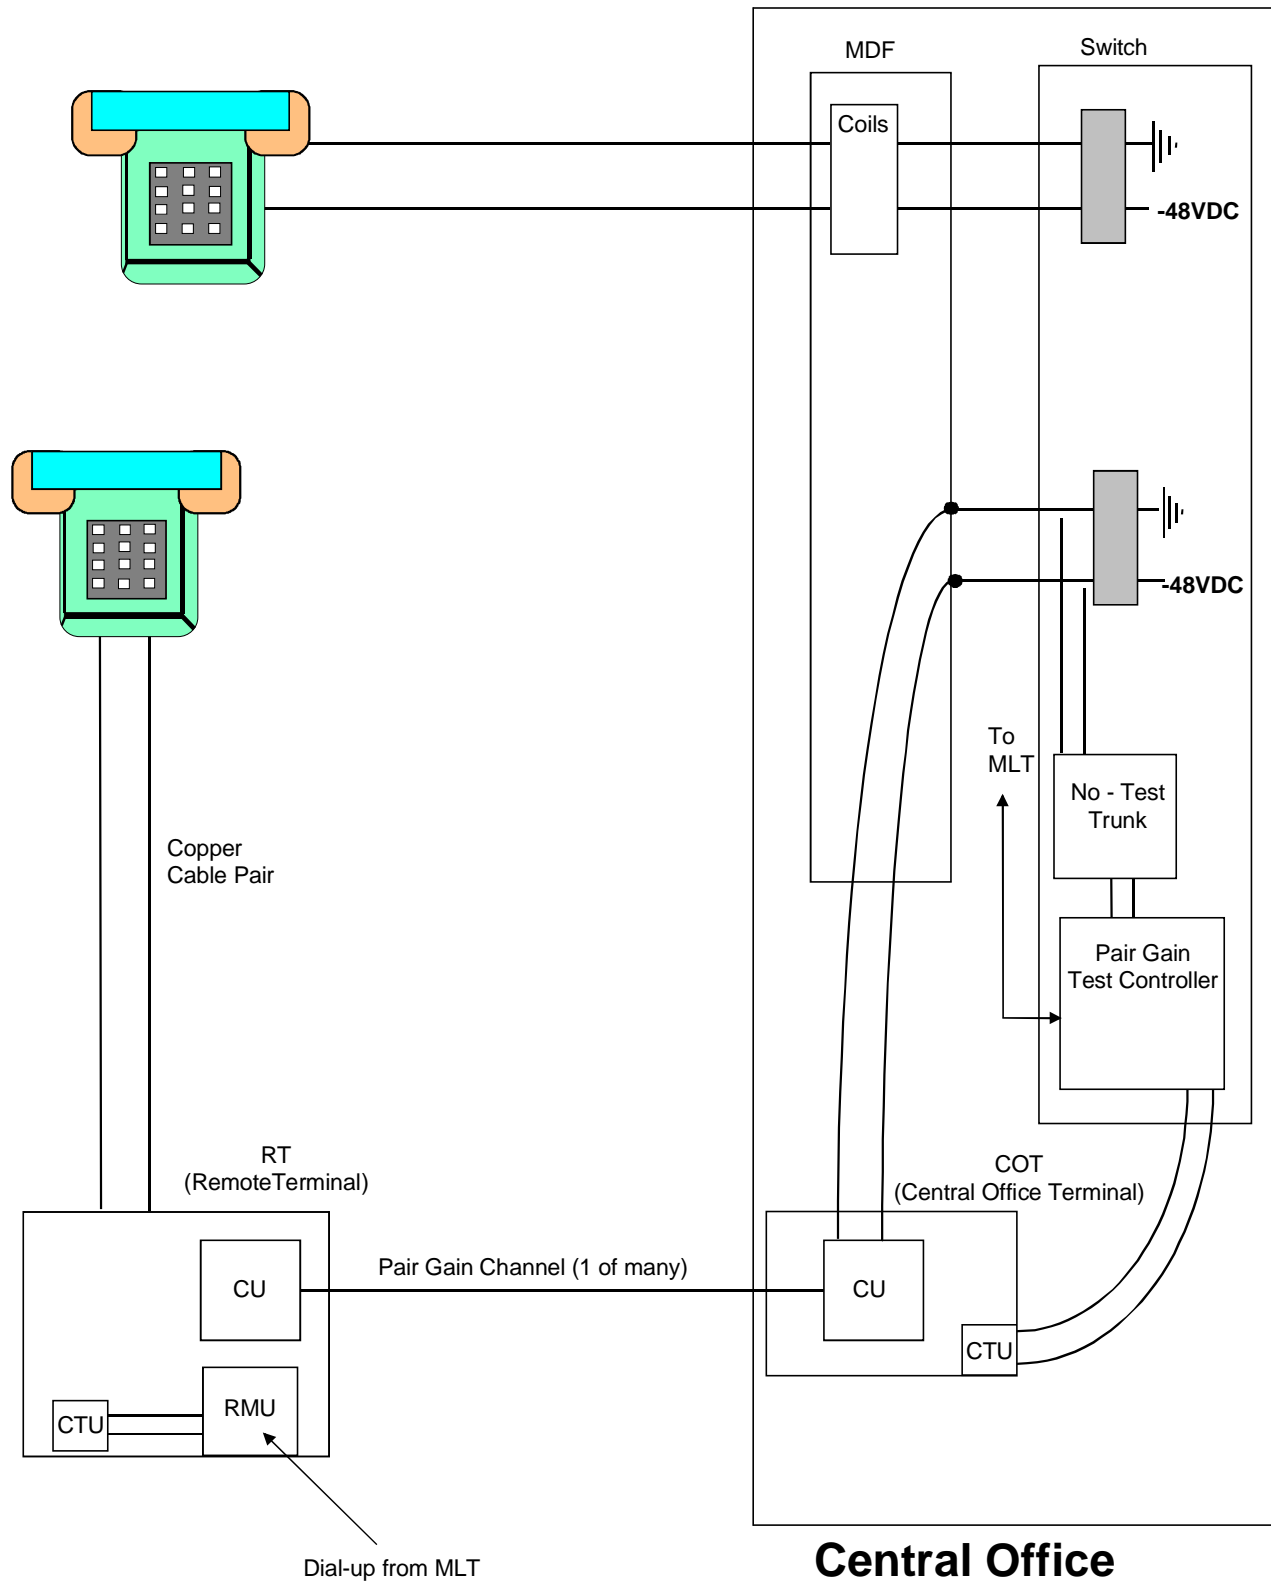 MDF
Switch
Coils
-48VDC
-48VDC
To
MLT
No - Test
Trunk
Copper
Cable Pair
Pair Gain
Test Controller
RT
(RemoteTerminal)
COT
(Central Office Terminal)
Pair Gain Channel (1 of many)
CU
CU
CTU
RMU
CTU
Dial-up from MLT
Central Office